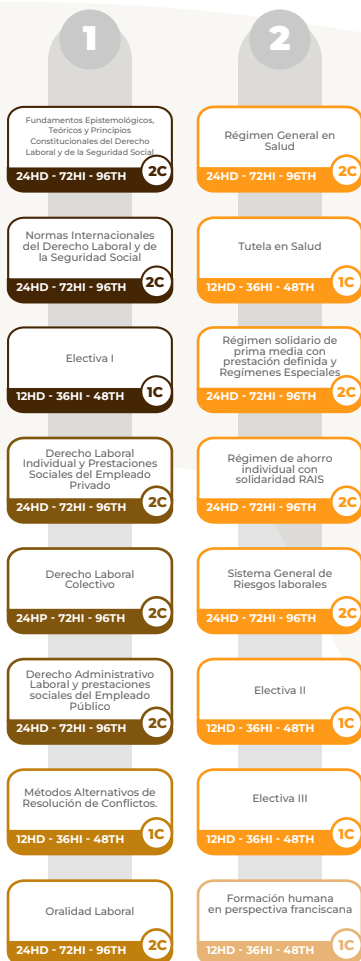 1
Fundamentos Epistemológicos,
Teóricos y Principios
Constitucionales del Derecho
Laboral y de la Seguridad Social
2C
24HD - 72HI - 96TH
Normas Internacionales
del Derecho Laboral y de
la Seguridad Social
2C
24HD - 72HI - 96TH
Electiva I
1C
12HD - 36HI - 48TH
Derecho Laboral
Individual y Prestaciones
Sociales del Empleado
Privado
2C
24HD - 72HI - 96TH
Derecho Laboral
Colectivo
2C
24HP - 72HI - 96TH
Derecho Administrativo
Laboral y prestaciones
sociales del Empleado
Público
2C
24HD - 72HI - 96TH
Métodos Alternativos de
Resolución de Conflictos.
1C
12HD - 36HI - 48TH
Oralidad Laboral
2C
24HD - 72HI - 96TH
2
Régimen General en
Salud
2C
24HD - 72HI - 96TH
Tutela en Salud
1C
12HD - 36HI - 48TH
Régimen solidario de
prima media con
prestación definida y
Regímenes Especiales
2C
24HD - 72HI - 96TH
Régimen de ahorro
individual con
solidaridad RAIS
2C
24HD - 72HI - 96TH
Sistema General de
Riesgos laborales
2C
24HD - 72HI - 96TH
Electiva II
1C
12HD - 36HI - 48TH
Electiva III
1C
12HD - 36HI - 48TH
Formación humana
en perspectiva franciscana
1C
12HD - 36HI - 48TH